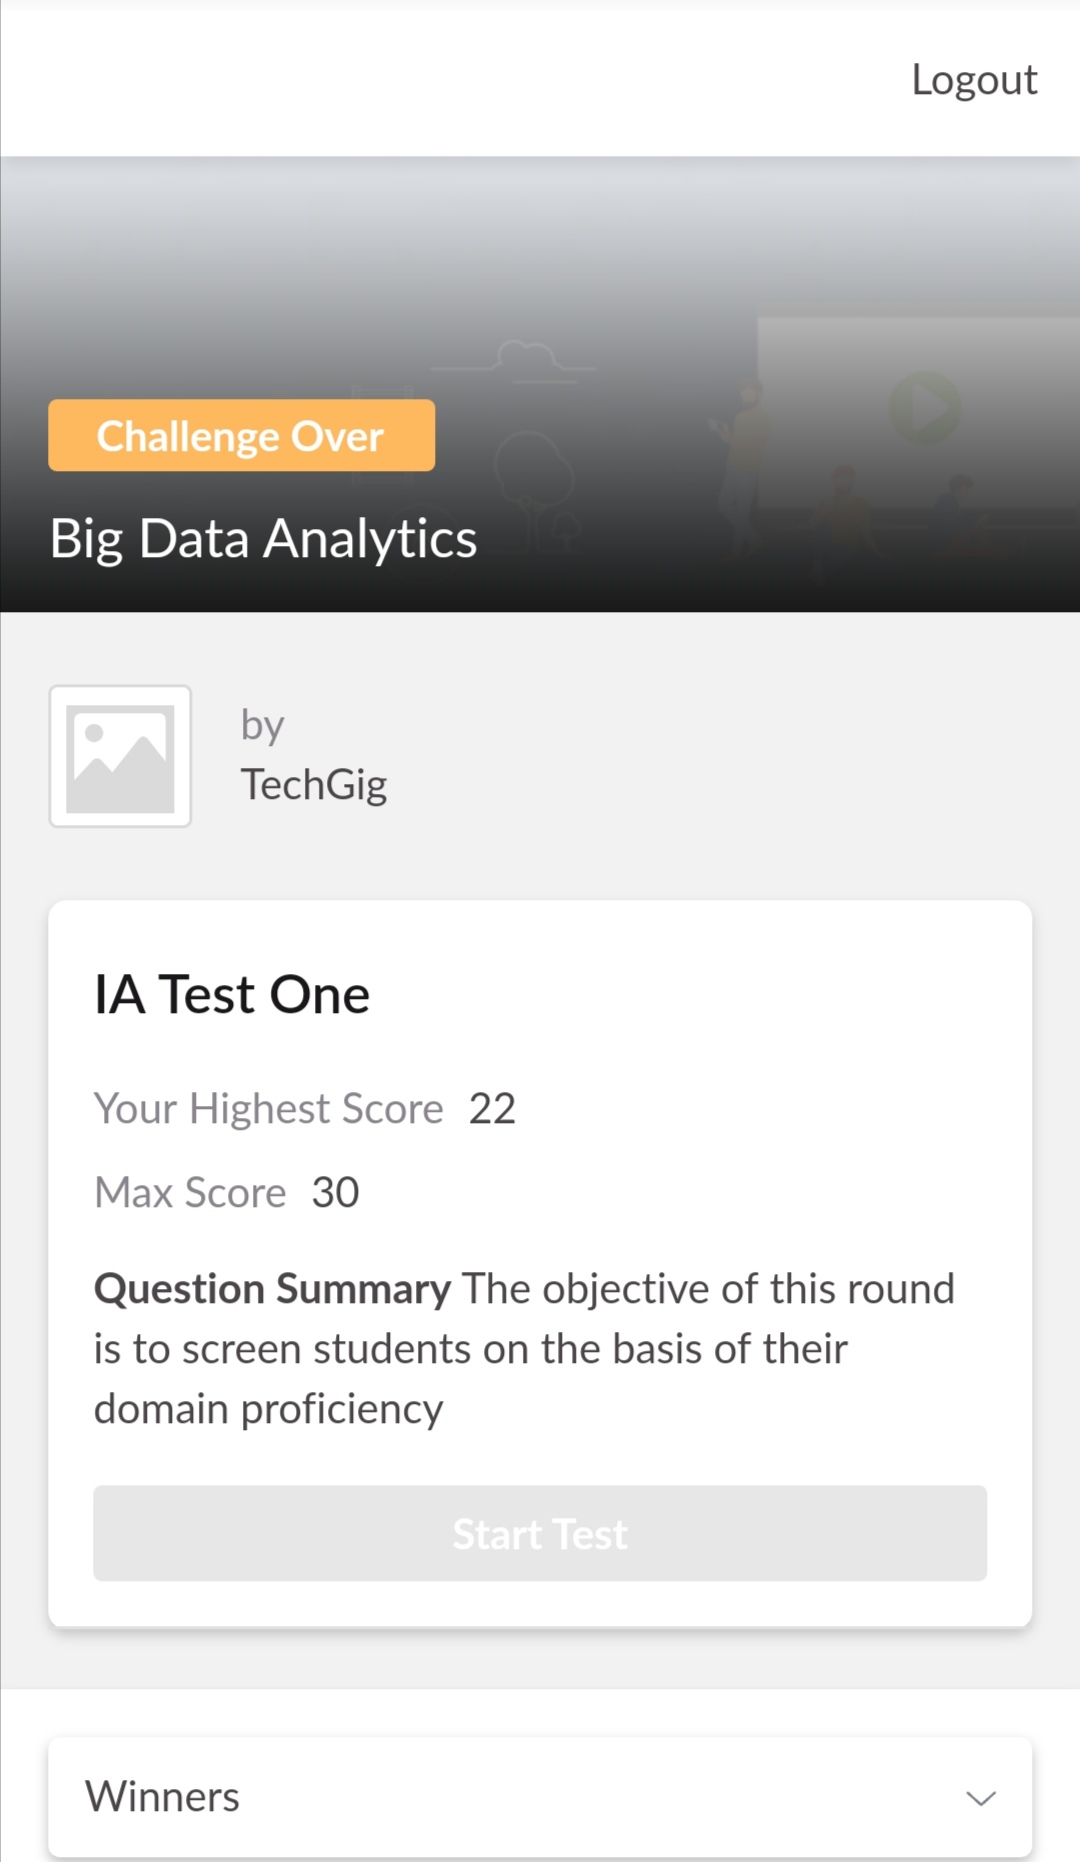 Logout
Challenge Over
Big Data Analytics
by
TechGig
IA Test One
Your Highest Score 22
Max Score 30
Question Summary The objective of this round
is to screen students on the basis of their
domain proficiency
Start Test
Winners